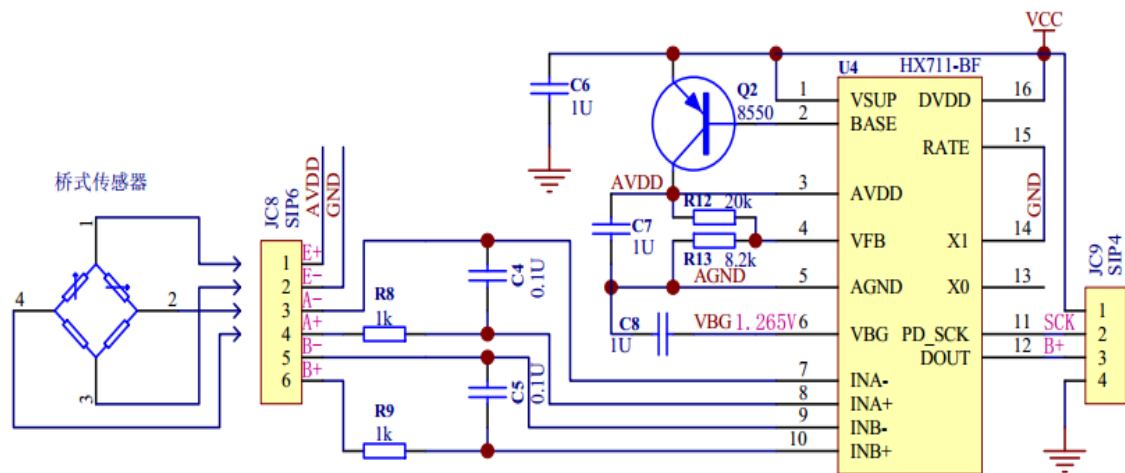 VCC
U4
HX711-BF
C6
1U
Q2
8550
1
VSUP
DVDD
16
2
BASE
15
RATE
桥式传感器
AVDD
GND
AVDD
3
AVDD
GND
R12
20k
JC8
SIP6
C7
1U
4
VFB
X1
14
R13
8.2k
JC9
SIP4
1
E+
1
AGND
5
AGND
X0
13
E-
2
C4
0.1U
4
2
A-
3
R8
1k
C8
1U
VBG
1.265V
6
VBG
PD_SCK
11
SCK
1
2
A+
4
DOUT
12
B+
3
B-
5
4
3
B+
6
C5
0.1U
7
INA-
8
INA+
R9
1k
9
INB-
10
INB+